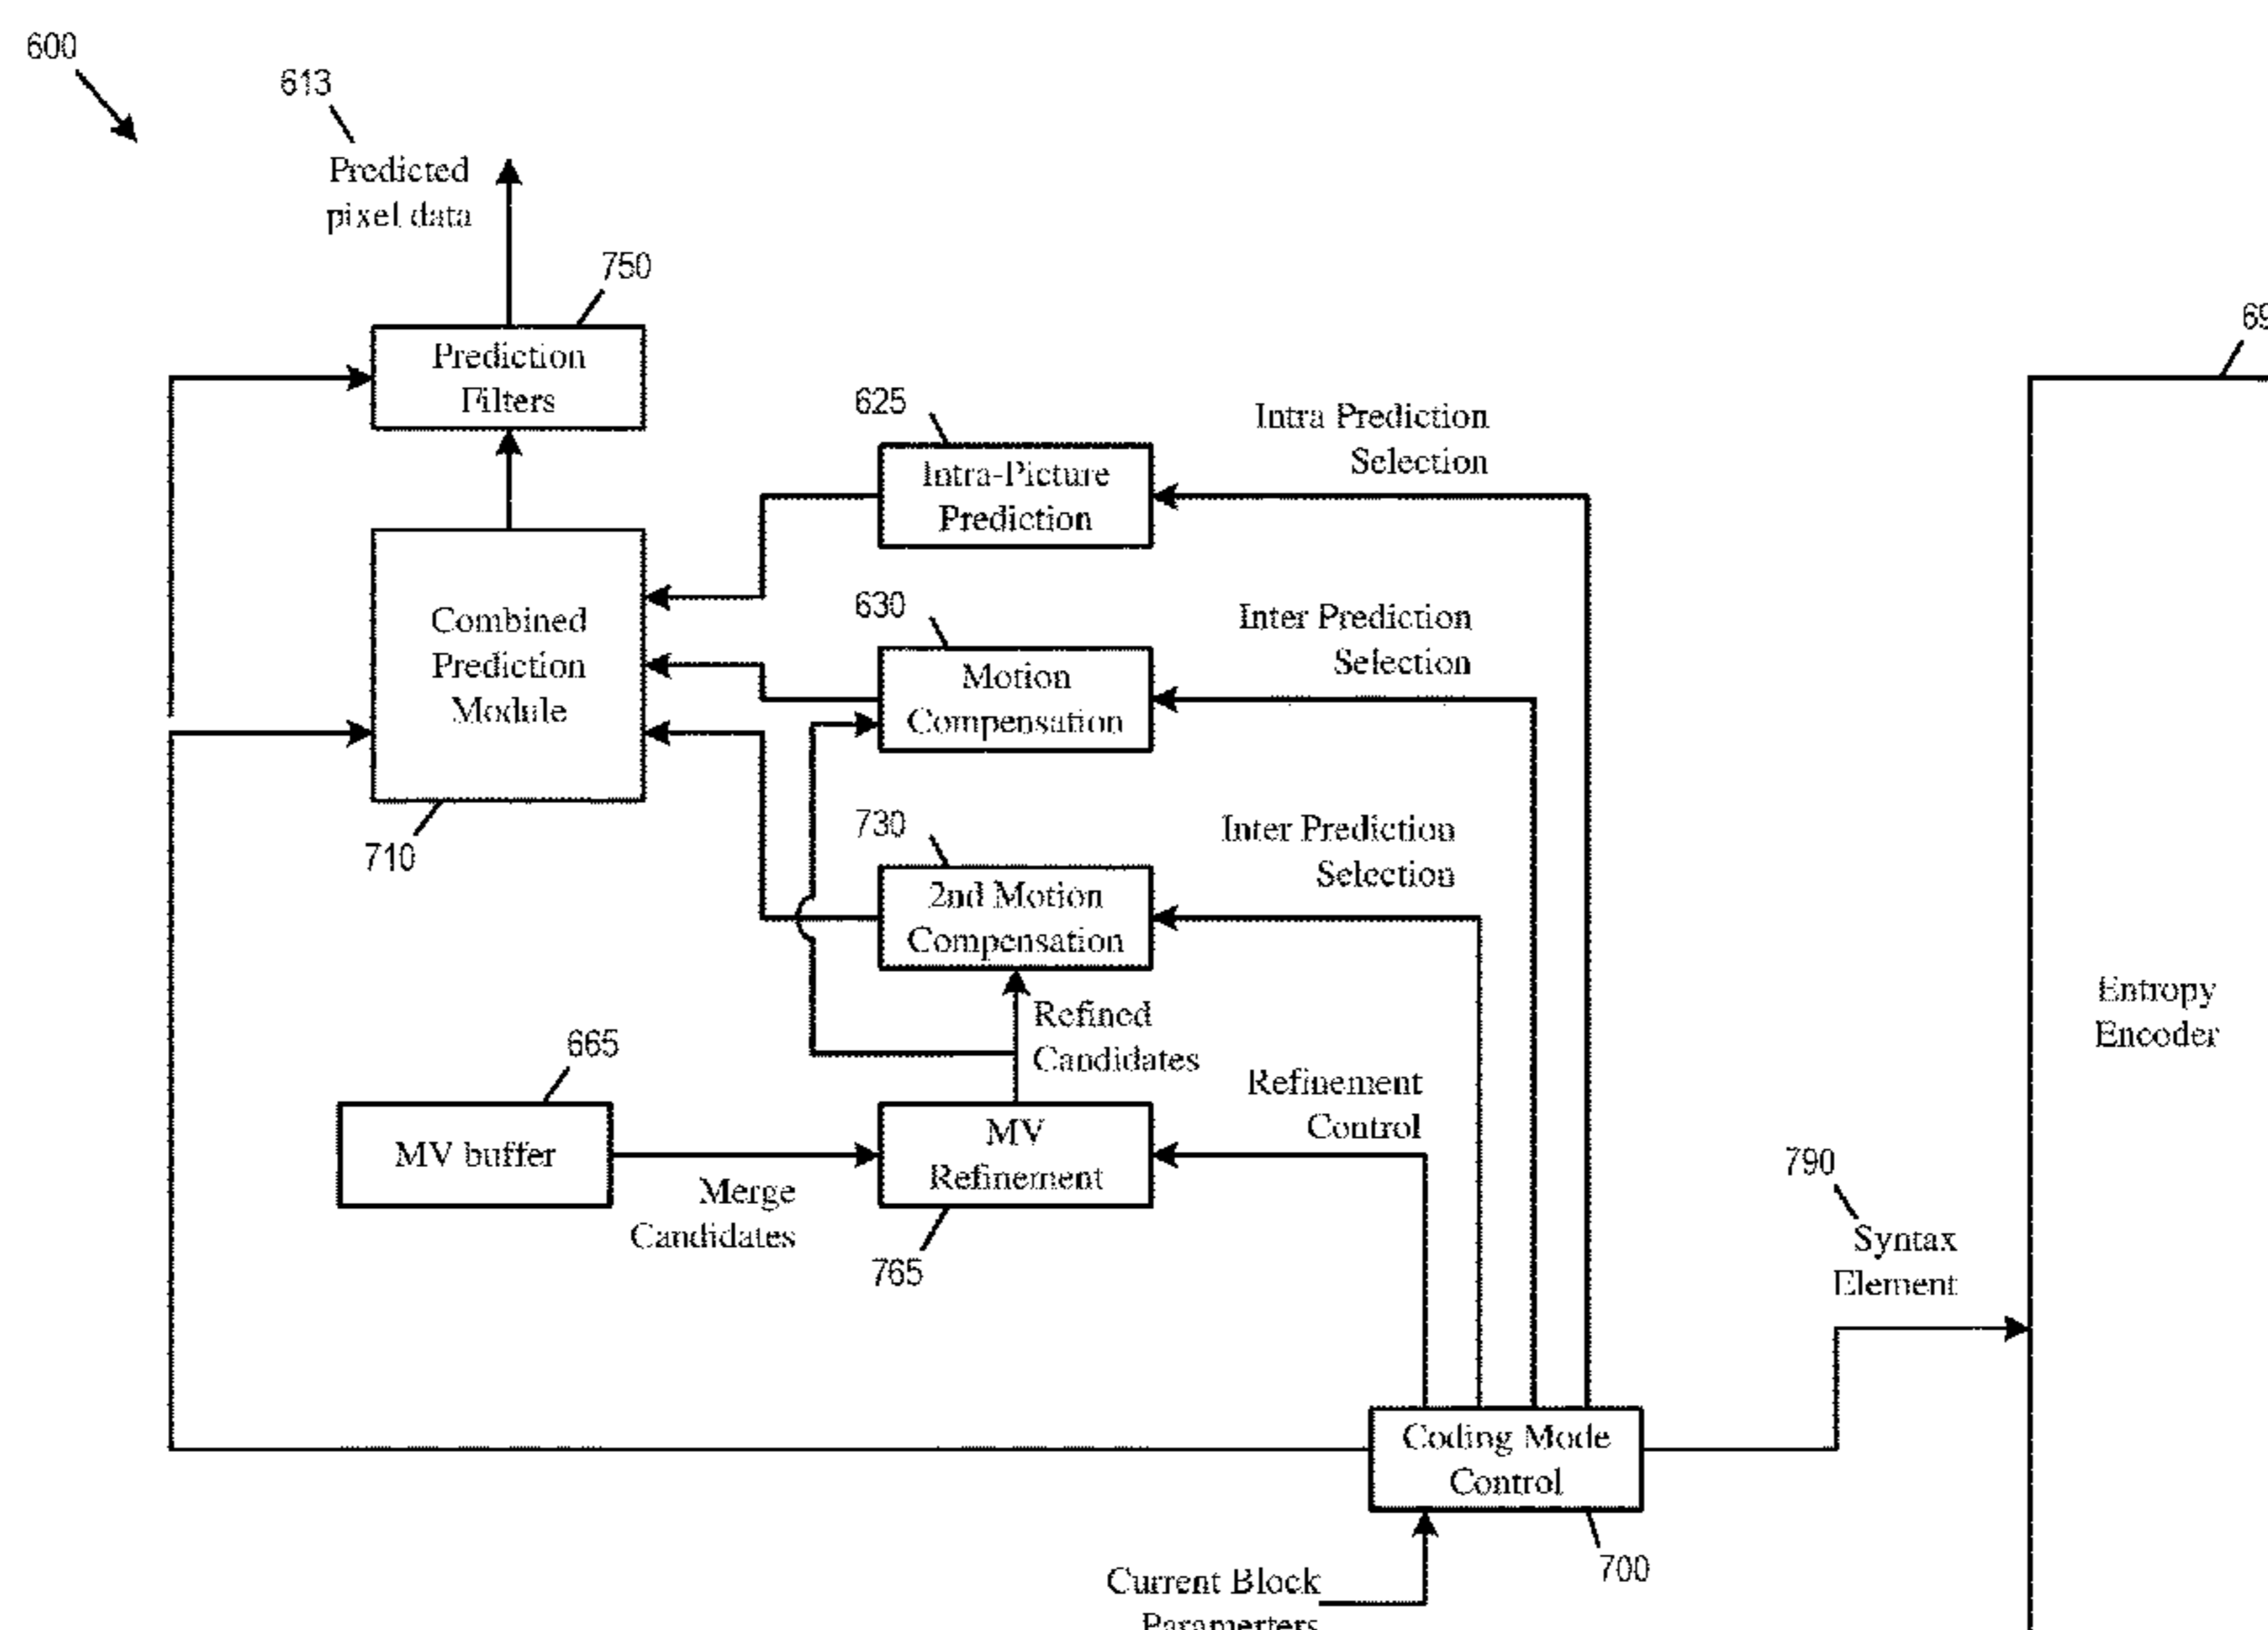 600
613
Predicted
pixel data
750
Prediction
Filters
69
625
Intra Prediction
Selection
Intra-Picture
Prediction
630
Inter Prediction
Selection
Combined
Prediction
Module
Motion
Compensation
710
730
Inter Prediction
Selection
2nd Motion
Compensation
Entropy
Encoder
Refined
Candidates
665
Refinement
Control
MV buffer
MV
Refinement
Merge
Candidates
765
790
Syntax
Element
Coding Mode
Control
700
Current Block
Paramerters